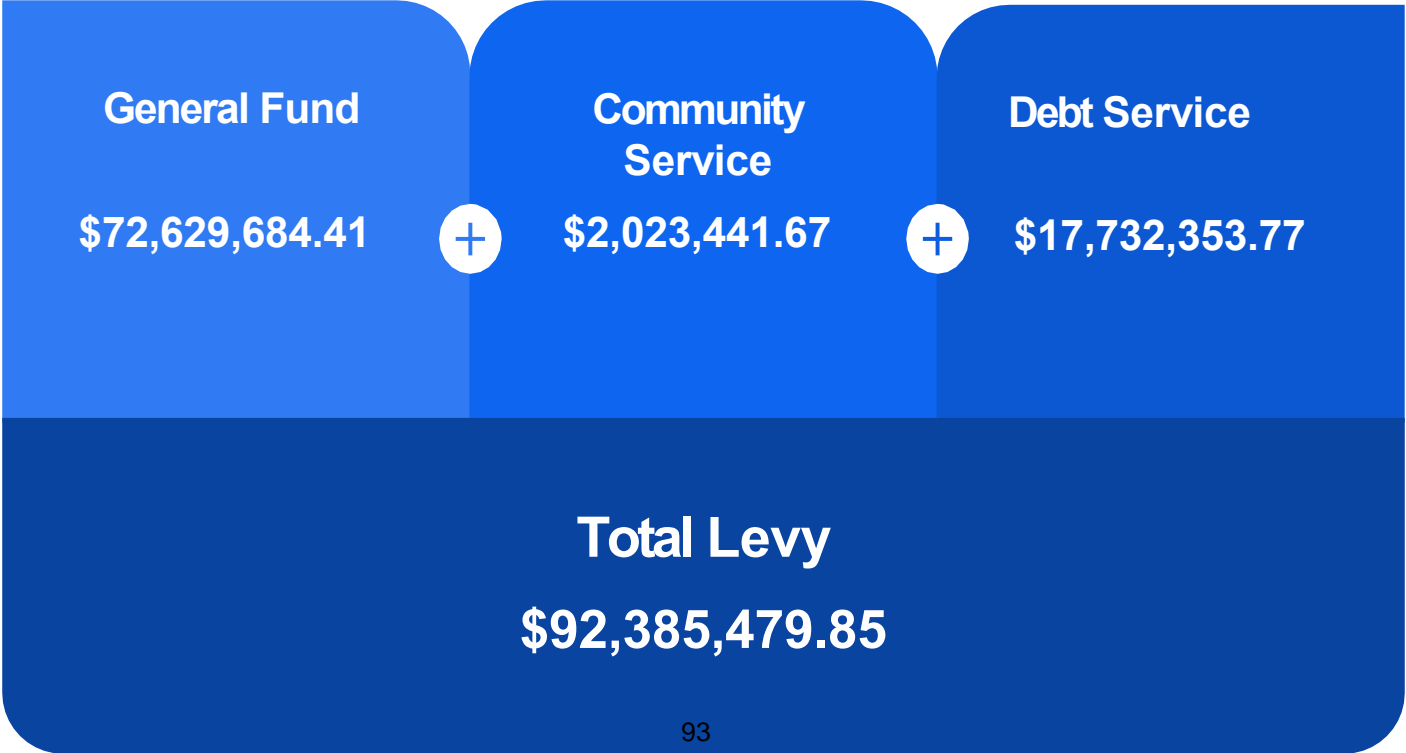 General Fund
$72,629,684.41
+
Community
Service
$2,023,441.67
+
Debt Service
$17,732,353.77
Total Levy
$92,385,479.85
93